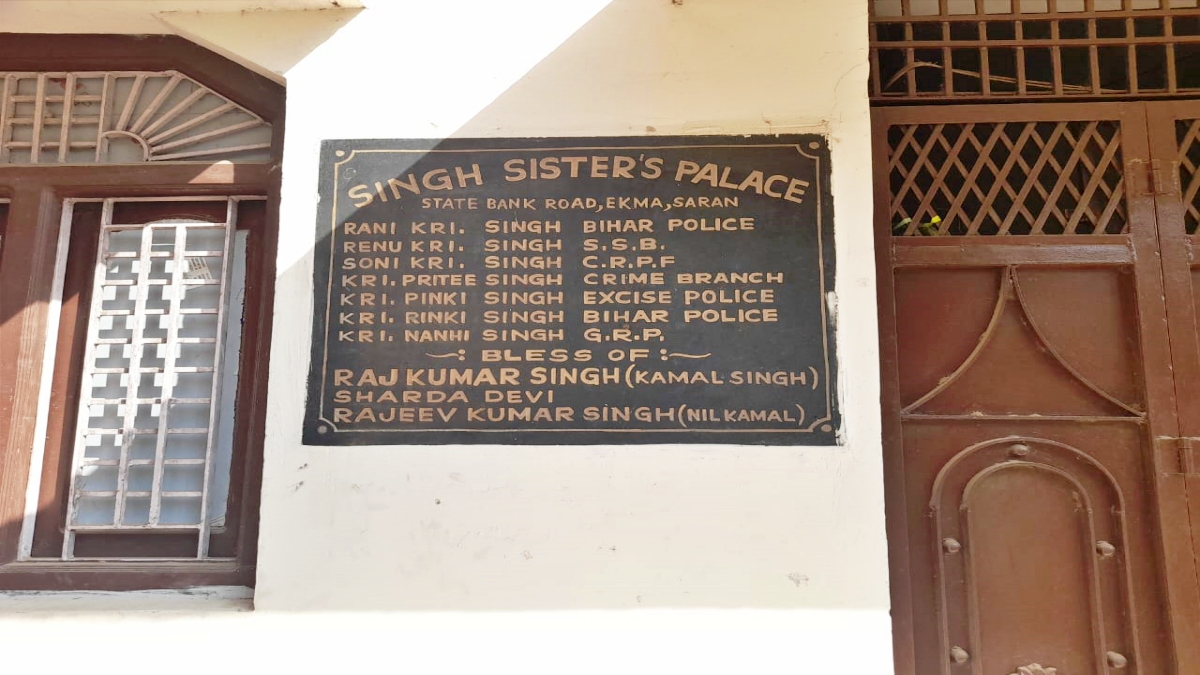 SINGH SISTER'S PALACE
STATE BANK ROAD, EKMA, SARAN
RANI KRI. SINGH BIHAR POLICE
RENU KRI. SINGH S.S.B.
SONI KRI. SINGH C.R.P.F
KRI. PRITEE SINGH CRIME BRANCH
KRI. PINKI SINGH EXCISE POLICE
KRI. RINKI SINGH BIHAR POLICE
KRI. NANHI SINGH G.R.P.
~: BLESS OF :~
RAJ KUMAR SINGH (KAMAL SINGH)
SHARDA DEVI
RAJEEV KUMAR SINGH (NIL KAMAL)